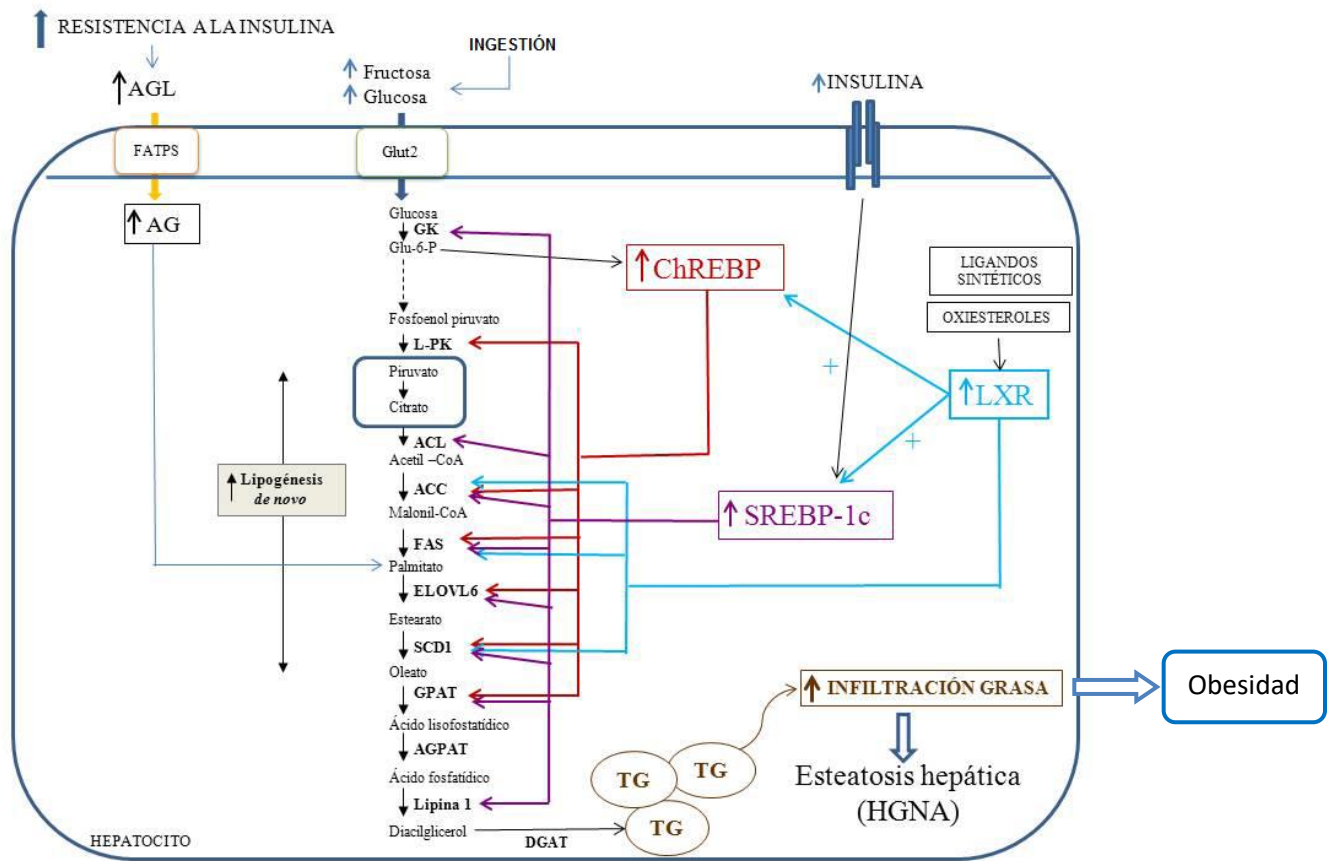 RESISTENCIA A LA INSULINA
AGL
INGESTIÓN
Fructosa
Glucosa
INSULINA
FATPS
Glut2
AG
Glucosa
GK
Glu-6-P
ChREBP
LIGANDOS
SINTÉTICOS
OXIESTEROLES
Fosfoenol piruvato
L-PK
Piruvato
Citrato
+
LXR
+
ACL
Acetil –CoA
Lipogénesis
de novo
ACC
Malonil-CoA
SREBP-1c
FAS
Palmitato
ELOVL6
Estearato
SCD1
Oleato
GPAT
Ácido lisofostatídico
AGPAT
Ácido fosfatídico
Lipina 1
Diacilglicerol
DGAT
TG
TG
TG
INFILTRACIÓN GRASA
Obesidad
Esteatosis hepática
(HGNA)
HEPATOCITO